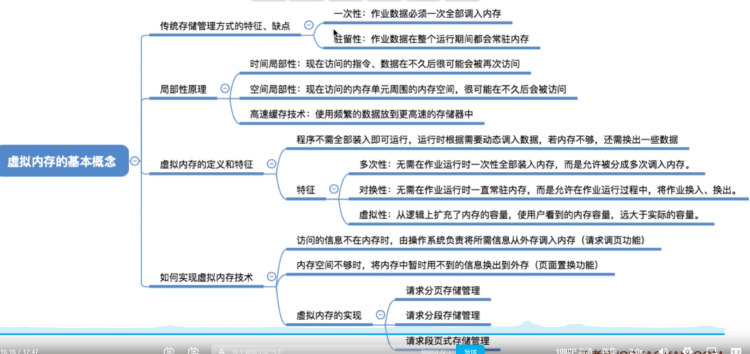 一次性：作业数据必须一次全部调入内存
传统存储管理方式的特征、缺点
驻留性：作业数据在整个运行期间都会常驻内存
时间局部性：现在访问的指令、数据在不久后很可能会被再次访问
局部性原理
空间局部性：现在访问的内存单元周围的内存空间，很可能在不久后会被访问
高速缓存技术：使用频繁的数据放到更高速的存储器中
程序不需全部装入即可运行，运行时根据需要动态调入数据，若内存不够，还需换出一些数据
虚拟内存的基本概念
虚拟内存的定义和特征
多次性：无需在作业运行时一次性全部装入内存，而是允许被分成多次调入内存。
特征
对换性：无需在作业运行时一直常驻内存，而是允许在作业运行过程中，将作业换入、换出。
虚拟性：从逻辑上扩充了内存的容量，使用户看到的内存容量，远大于实际的容量。
访问的信息不在内存时，由操作系统负责将所需信息从外存调入内存（请求调页功能）
如何实现虚拟内存技术
内存空间不够时，将内存中暂时用不到的信息换出到外存（页面置换功能）
请求分页存储管理
虚拟内存的实现
请求分段存储管理
请求段页式存储管理
发送